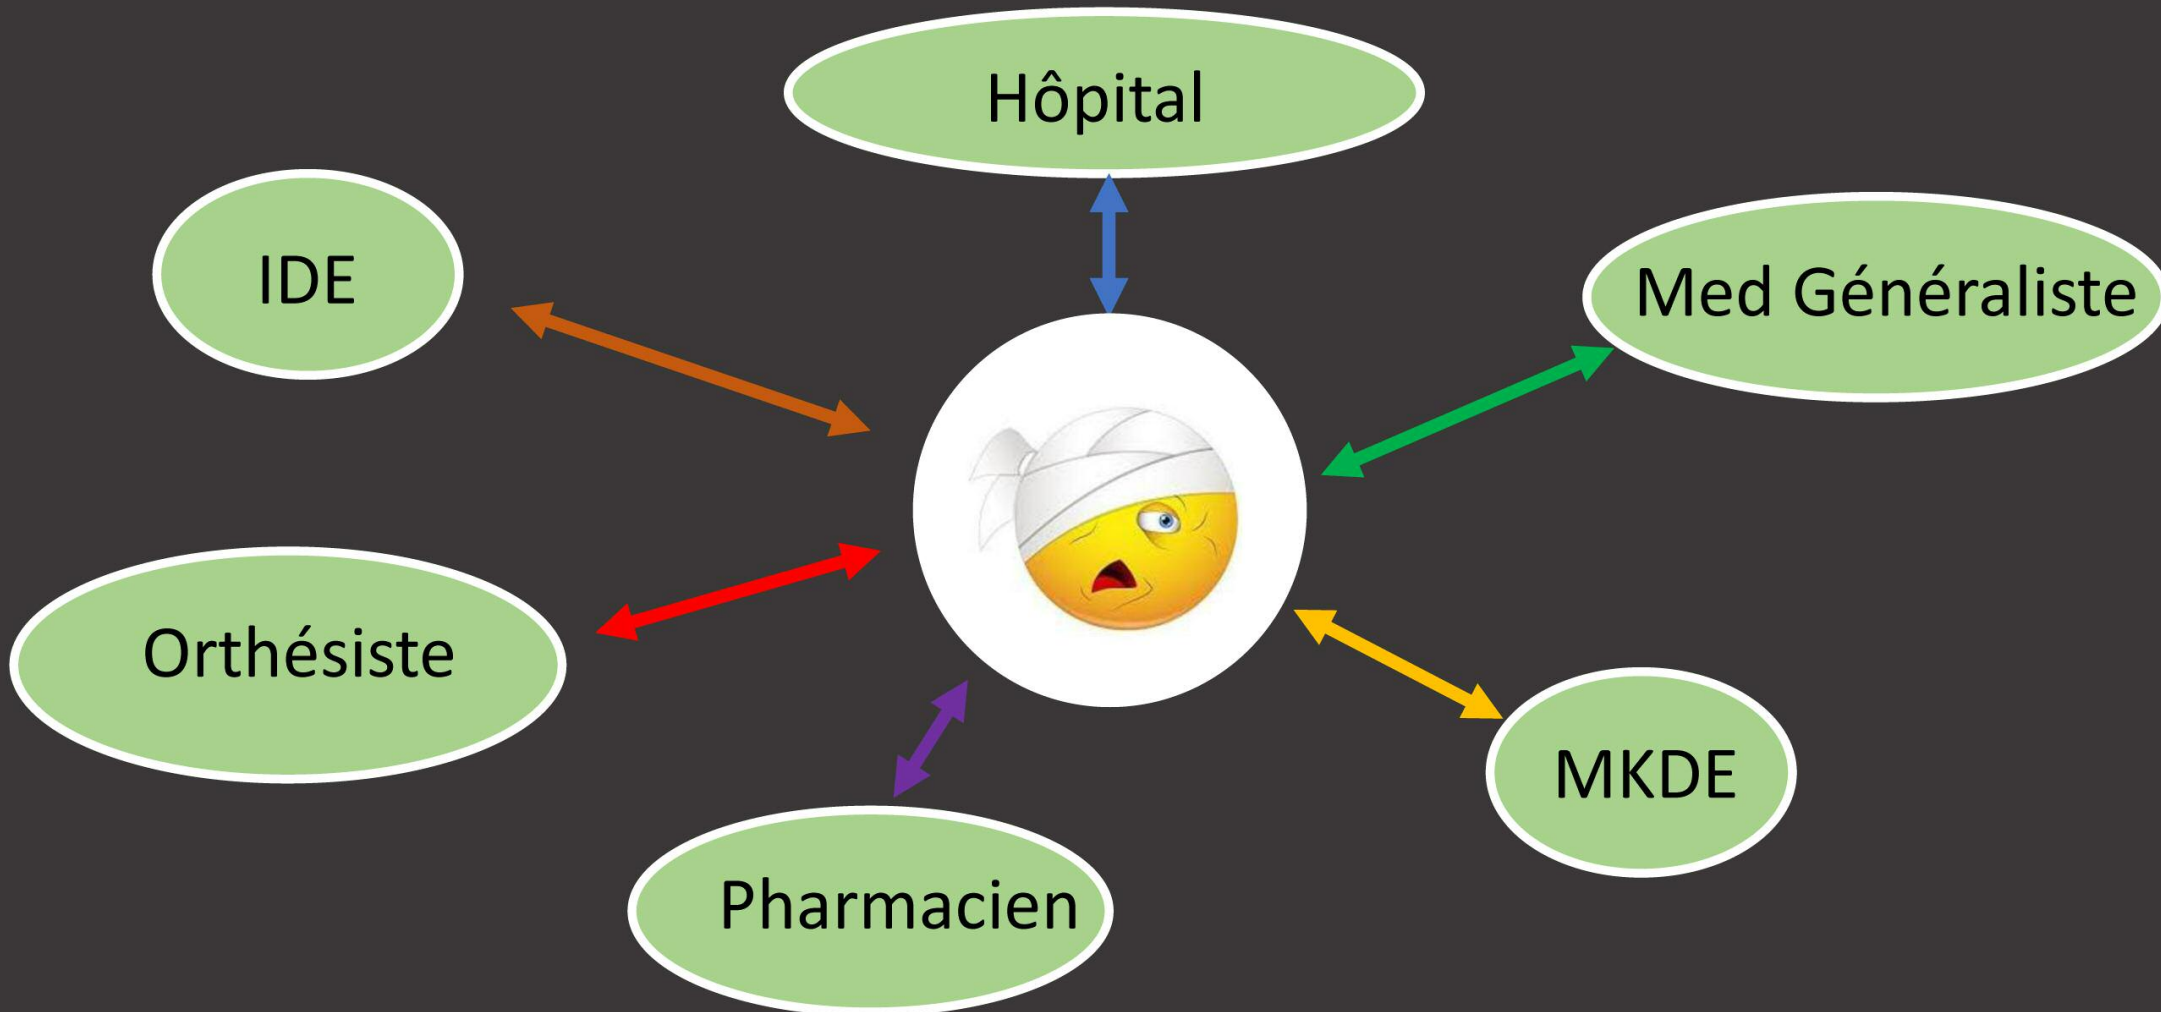 Hôpital
IDE
Med Généraliste
Orthésiste
MKDE
Pharmacien